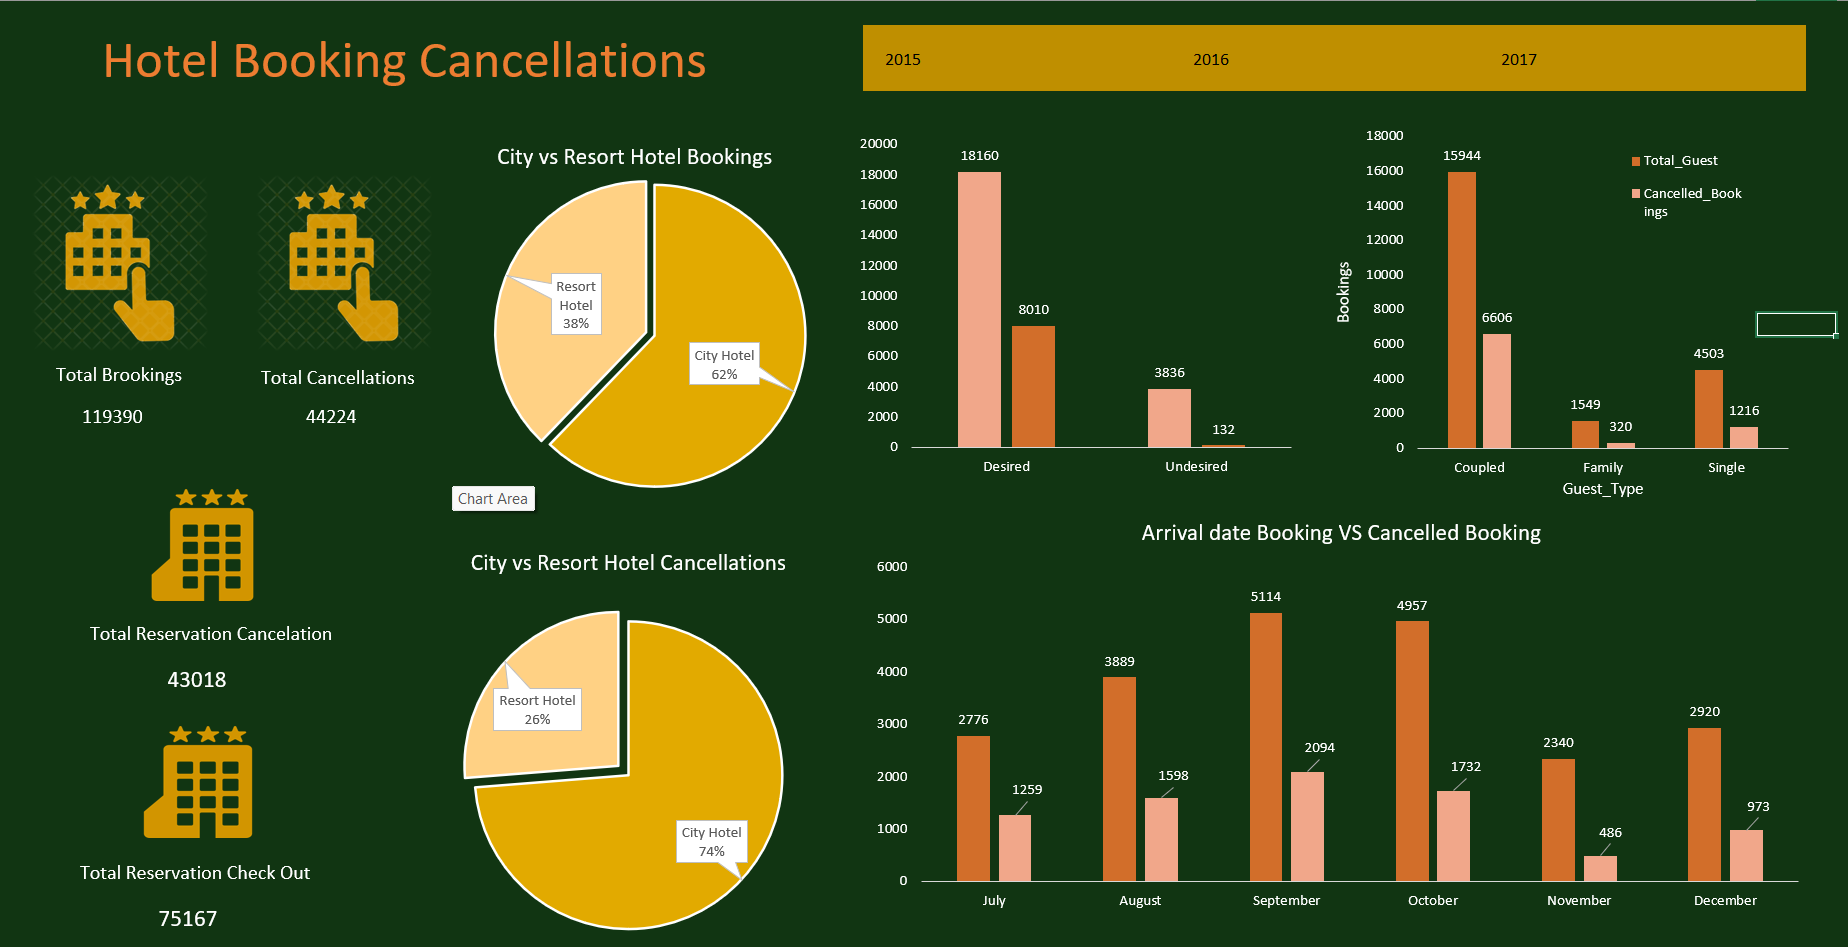 Hotel Booking Cancellations
2015
2016
2017
Total Brookings
119390
Total Cancellations
44224
Total Reservation Cancelation
43018
Total Reservation Check Out
75167
City vs Resort Hotel Bookings
Resort
Hotel
38%
City Hotel
62%
Chart Area
City vs Resort Hotel Cancellations
Resort Hotel
26%
City Hotel
74%
20000
18000
16000
14000
12000
10000
8000
6000
4000
2000
0
18160
8010
3836
132
Desired
Undesired
18000
16000
14000
12000
10000
8000
6000
4000
2000
0
Bookings
15944
6606
1549
320
4503
1216
Coupled
Family
Single
Guest_Type
Total_Guest
Cancelled_Book
ings
Arrival date Booking VS Cancelled Booking
6000
5000
4000
3000
2000
1000
0
2776
1259
3889
1598
5114
2094
4957
1732
2340
486
2920
973
July
August
September
October
November
December